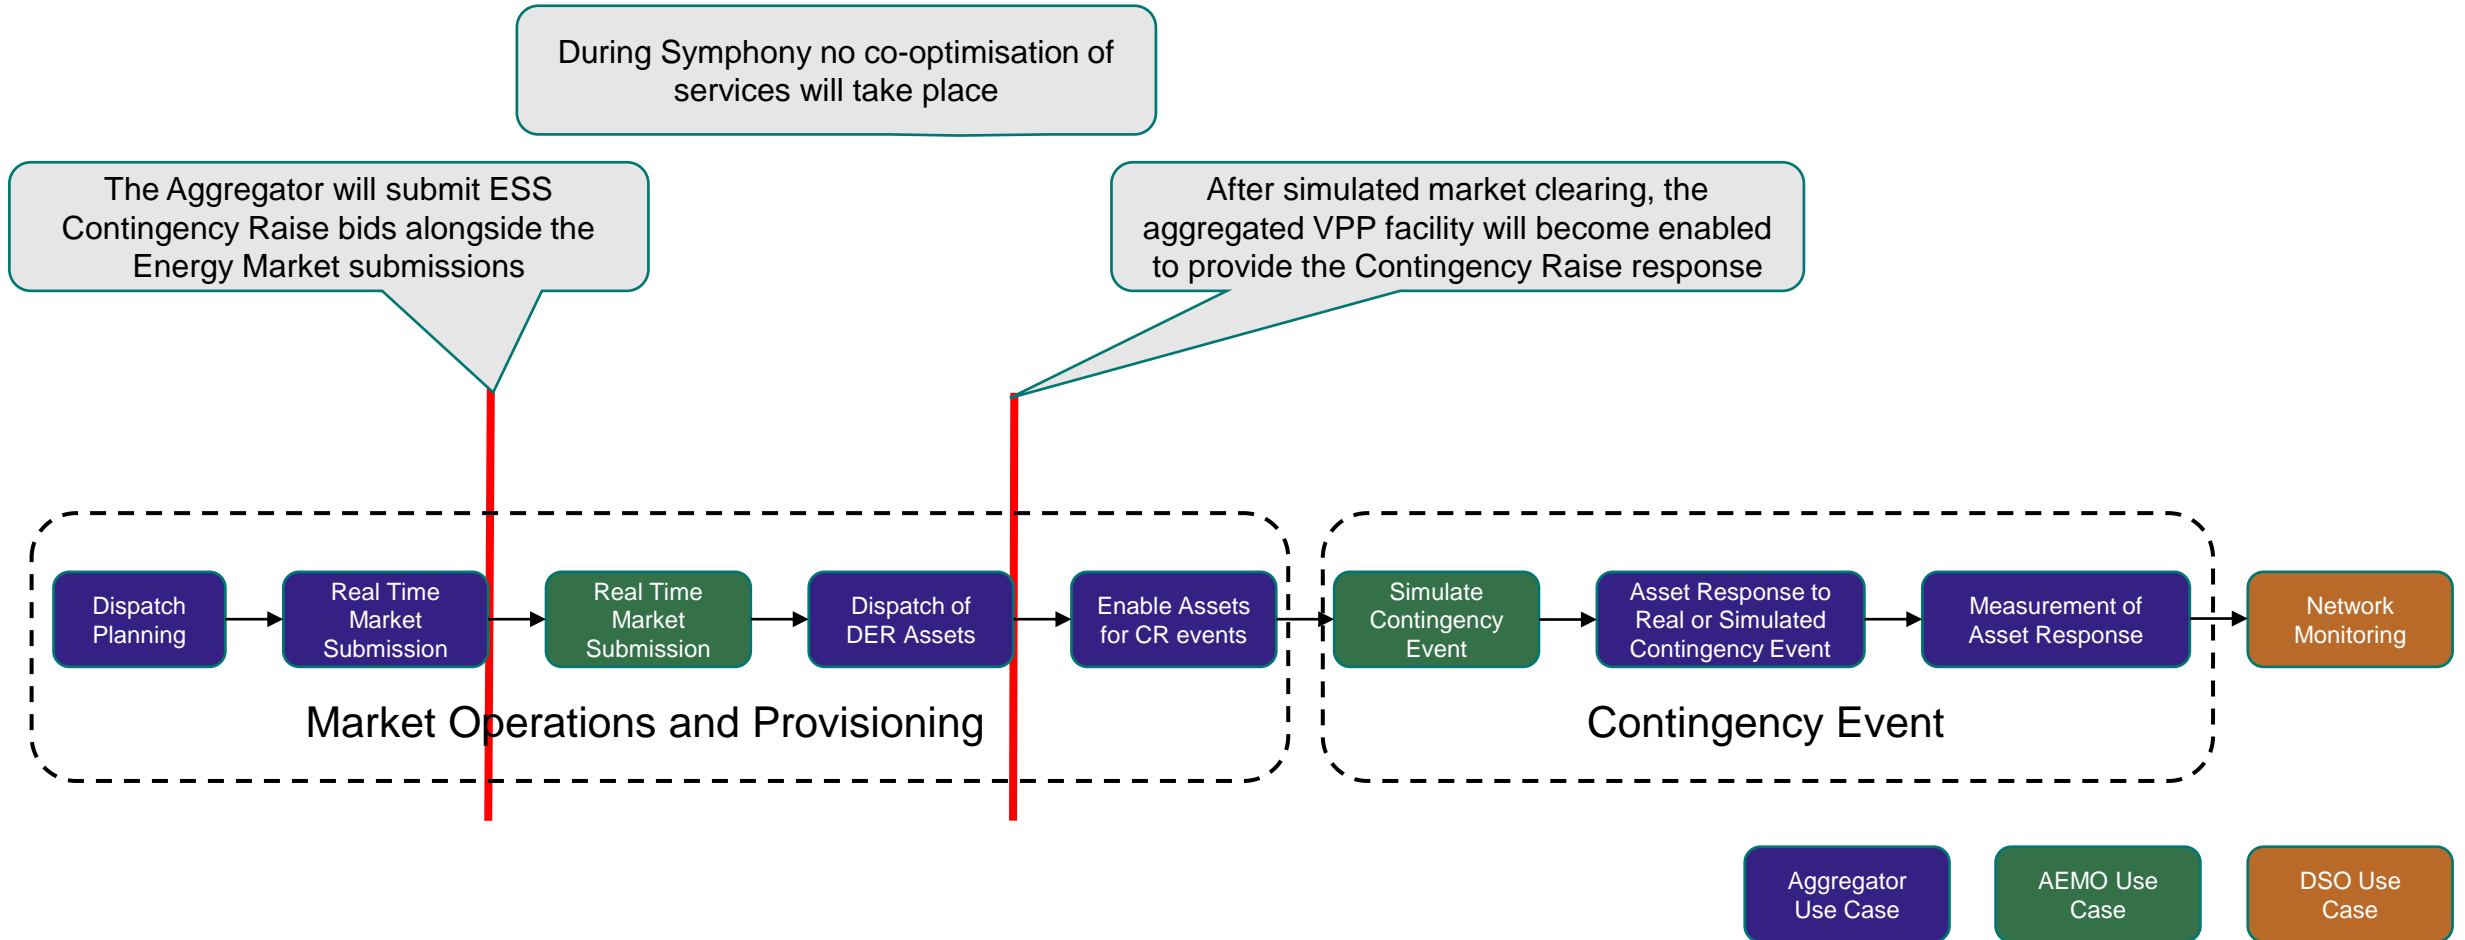 During Symphony no co-optimisation of
services will take place
The Aggregator will submit ESS
Contingency Raise bids alongside the
Energy Market submissions
After simulated market clearing, the
aggregated VPP facility will become enabled
to provide the Contingency Raise response
Dispatch
Planning
Real Time
Market
Submission
Real Time
Market
Submission
Dispatch of
DER Assets
Enable Assets
for CR events
Simulate
Contingency
Event
Asset Response to
Real or Simulated
Contingency Event
Measurement of
Asset Response
Network
Monitoring
Market Operations and Provisioning
Contingency Event
Aggregator
Use Case
AEMO Use
Case
DSO Use
Case